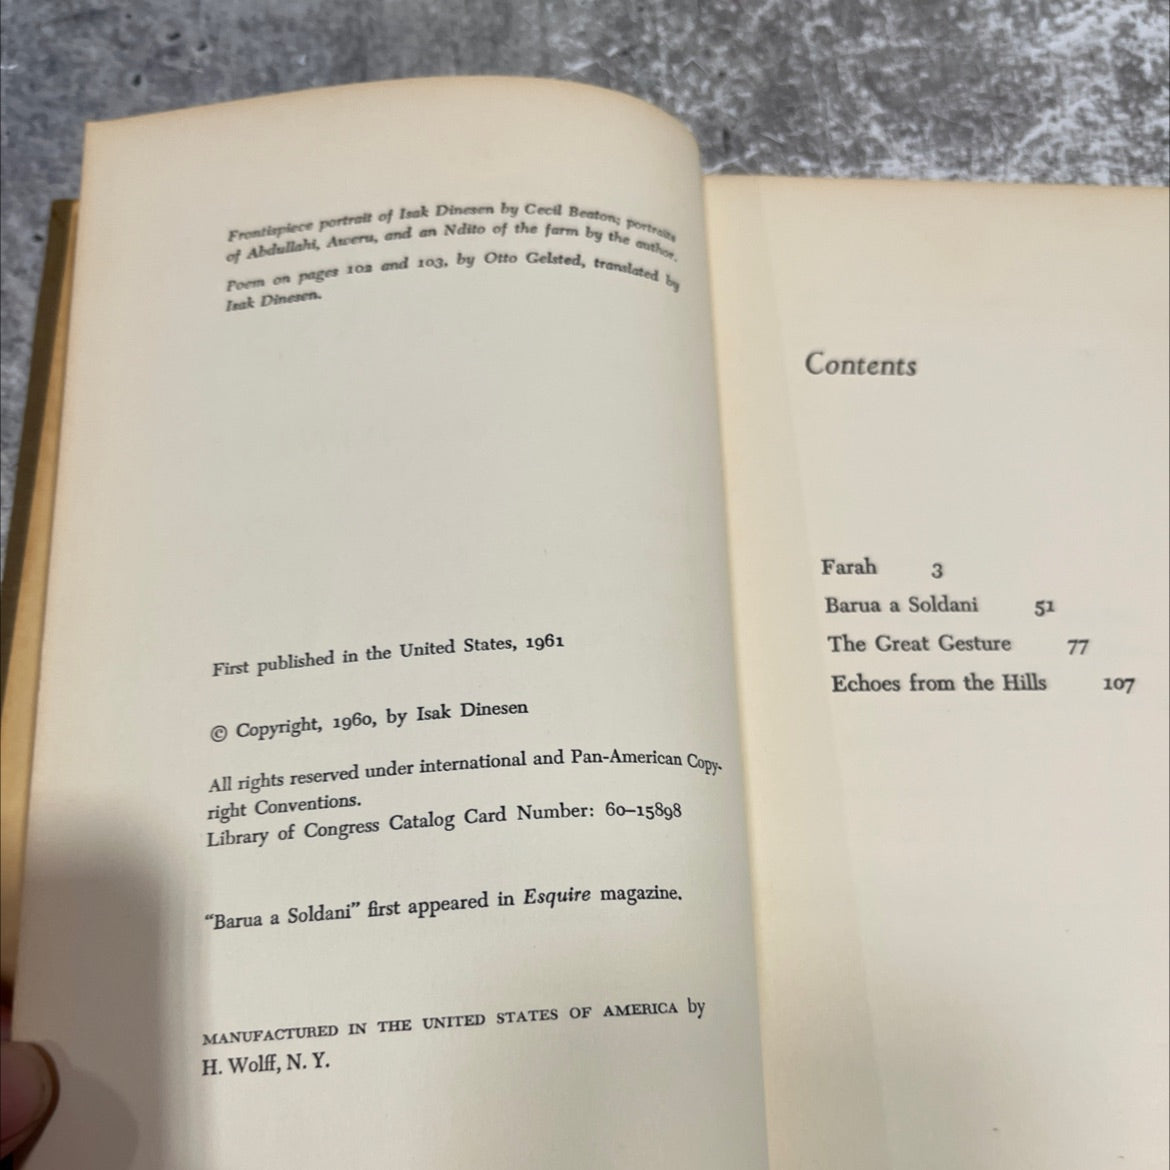 Frontispiece portrait of Isak Dinesen by Cecil Beaton; portraits
of Abdullahi, Aweru, and an Ndito of the farm by the author.
Poem on pages 102 and 103, by Otto Gelsted, translated by
Isak Dinesen.
First published in the United States, 1961
© Copyright, 1960, by Isak Dinesen
All rights reserved under international and Pan-American Copy-
right Conventions.
Library of Congress Catalog Card Number: 60–15898
“Barua a Soldani” first appeared in Esquire magazine.
MANUFACTURED IN THE UNITED STATES OF AMERICA by
H. Wolff, N. Y.
Contents
Farah 3
Barua a Soldani 51
The Great Gesture 77
Echoes from the Hills 107